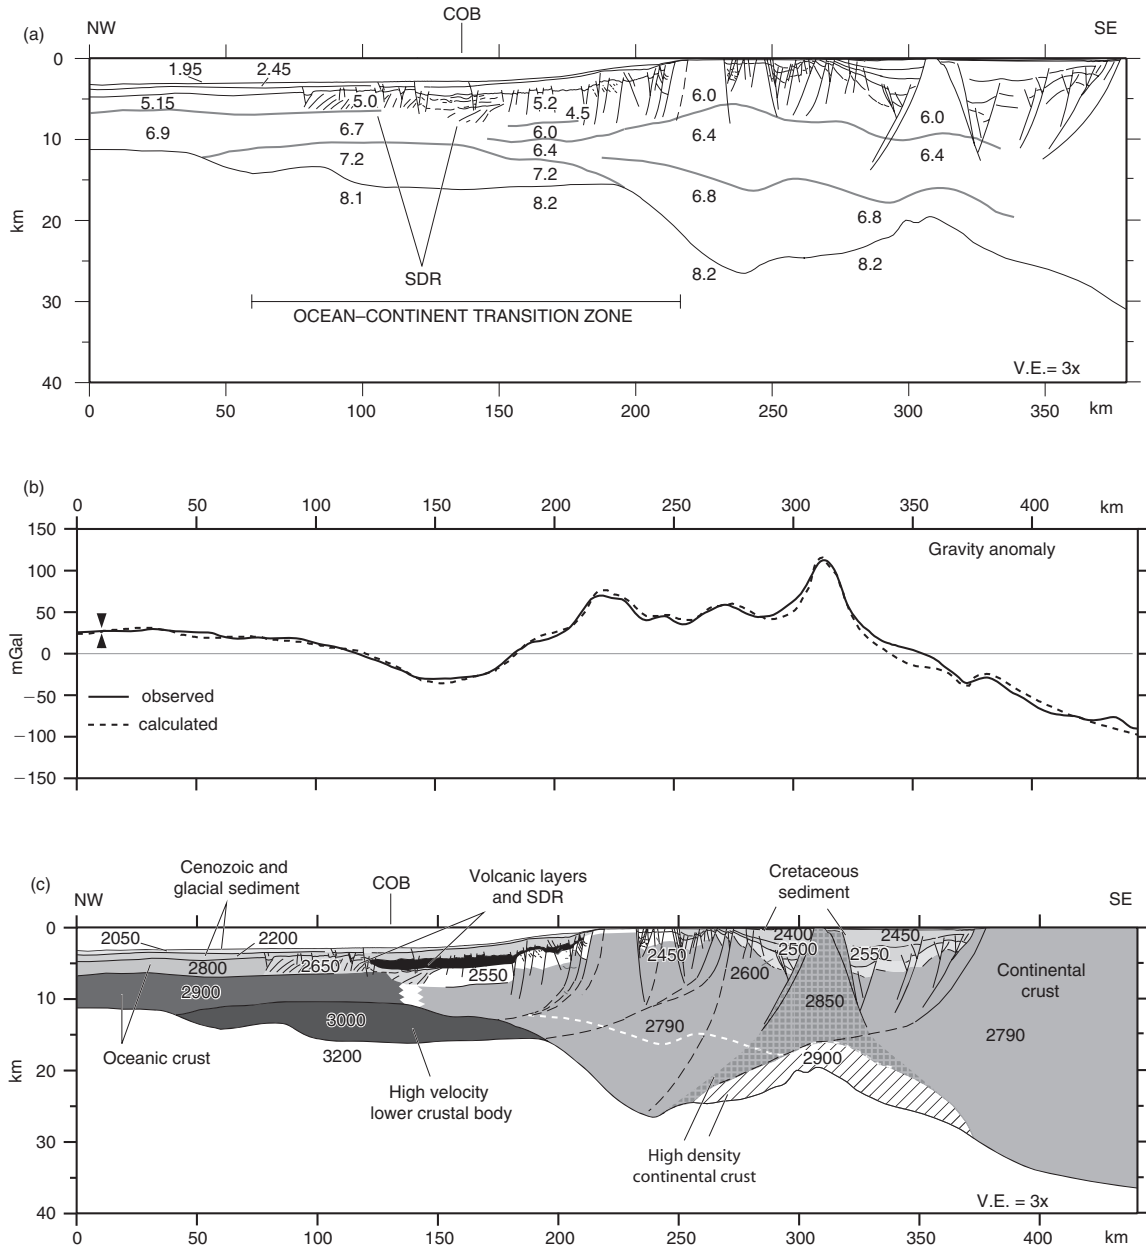 (a)
NW
COB
SE
0
1.95
2.45
5.15
5.0
5.2
4.5
6.0
6.0
10
6.9
6.7
6.0
6.4
6.4
6.4
7.2
7.2
8.1
8.2
6.8
6.8
20
km
8.2
8.2
SDR
30
OCEAN–CONTINENT TRANSITION ZONE
V.E.= 3x
40
0 50 100 150 200 250 300 350 km
(b)
0 50 100 150 200 250 300 350 400 km
150
Gravity anomaly
100
50
0
mGal
−50
observed
−100
calculated
−150
(c)
NW
Cenozoic and
glacial sediment
COB
Volcanic layers
and SDR
Cretaceous
sediment
SE
0
2050
2200
2800
2650
2550
2450
2400
2500
2600
2550
2450
2900
10
3000
2790
2850
Continental
crust
2790
Oceanic crust
3200
2900
20
km
High velocity
lower crustal body
High density
continental crust
30
V.E. = 3x
40
0 50 100 150 200 250 300 350 400 km